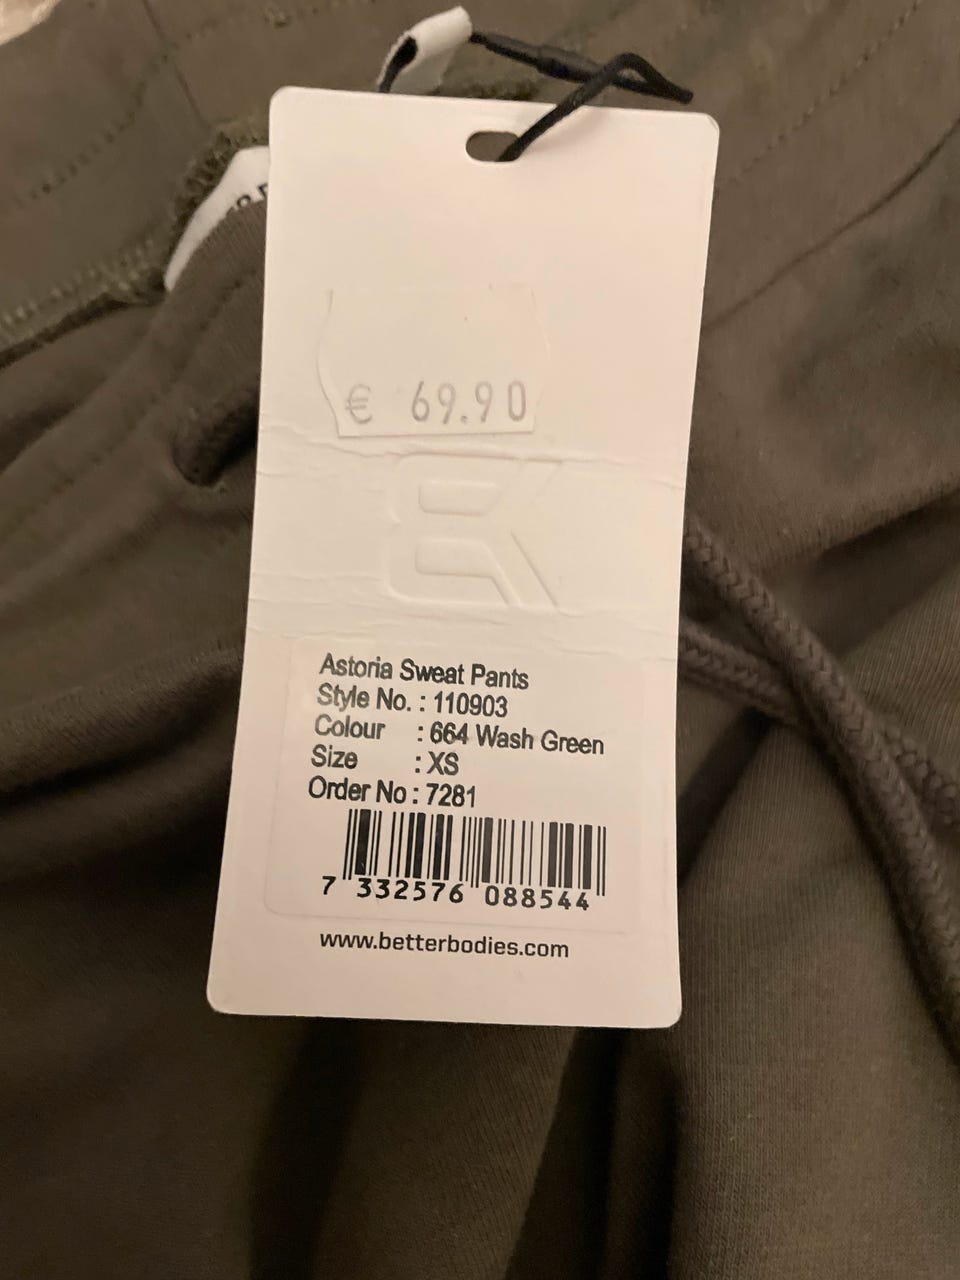 € 69.90
Astoria Sweat Pants
Style No. : 110903
Colour : 664 Wash Green
Size : XS
Order No : 7281
7 332576 088544
www.betterbodies.com